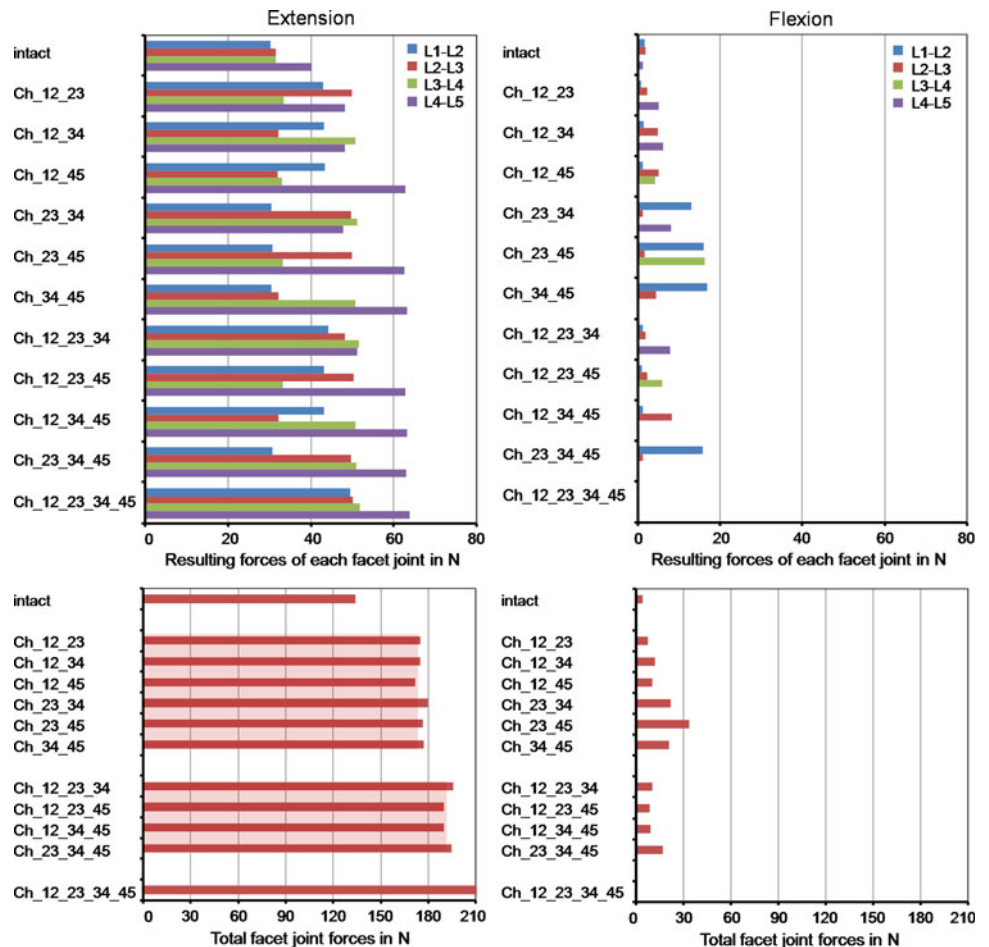 Extension
intact
Ch_12_23
Ch_12_34
Ch_12_45
Ch_23_34
Ch_23_45
Ch_34_45
Ch_12_23_34
Ch_12_23_45
Ch_12_34_45
Ch_23_34_45
Ch_12_23_34_45
L1-L2
L2-L3
L3-L4
L4-L5
0 20 40 60 80
Resulting forces of each facet joint in N
Flexion
intact
Ch_12_23
Ch_12_34
Ch_12_45
Ch_23_34
Ch_23_45
Ch_34_45
Ch_12_23_34
Ch_12_23_45
Ch_12_34_45
Ch_23_34_45
Ch_12_23_34_45
L1-L2
L2-L3
L3-L4
L4-L5
0 20 40 60 80
Resulting forces of each facet joint in N
intact
Ch_12_23
Ch_12_34
Ch_12_45
Ch_23_34
Ch_23_45
Ch_34_45
Ch_12_23_34
Ch_12_23_45
Ch_12_34_45
Ch_23_34_45
Ch_12_23_34_45
0 30 60 90 120 150 180 210
Total facet joint forces in N
intact
Ch_12_23
Ch_12_34
Ch_12_45
Ch_23_34
Ch_23_45
Ch_34_45
Ch_12_23_34
Ch_12_23_45
Ch_12_34_45
Ch_23_34_45
Ch_12_23_34_45
0 30 60 90 120 150 180 210
Total facet joint forces in N